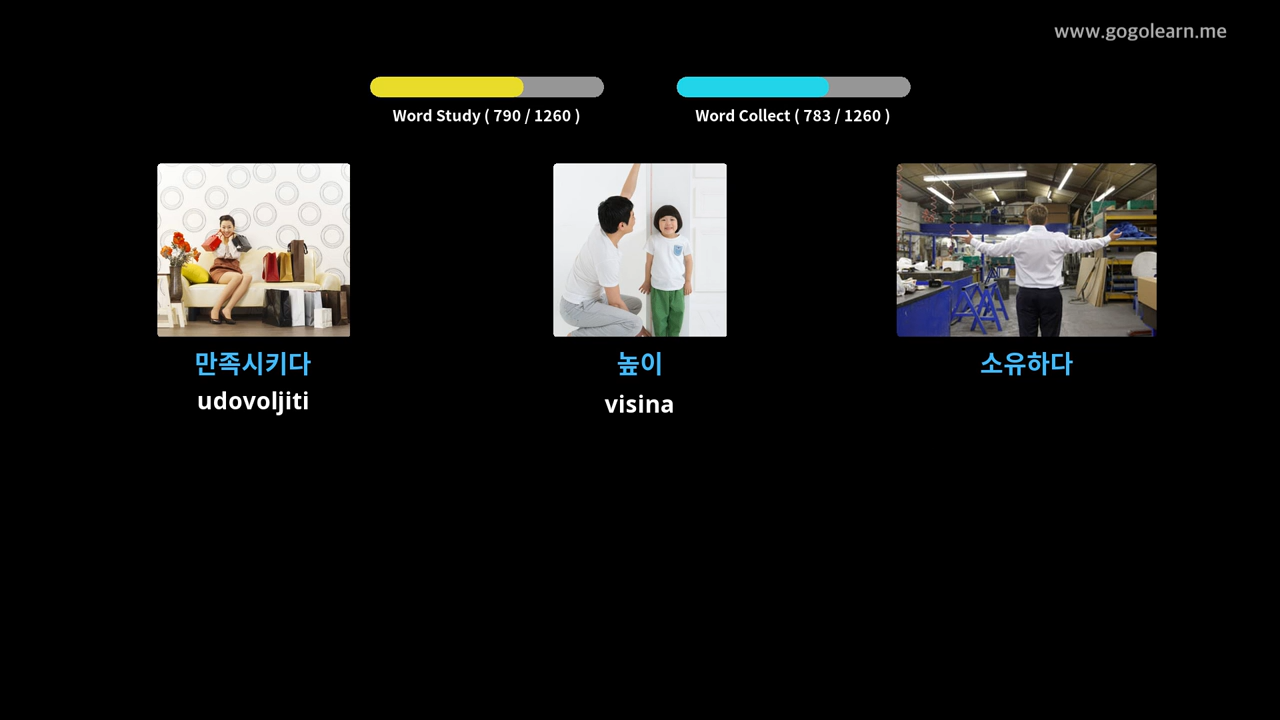 www.gogolearn.me
Word Study ( 790 / 1260 )
Word Collect ( 783 / 1260 )
만족시키다
udovoljiti
높이
visina
소유하다